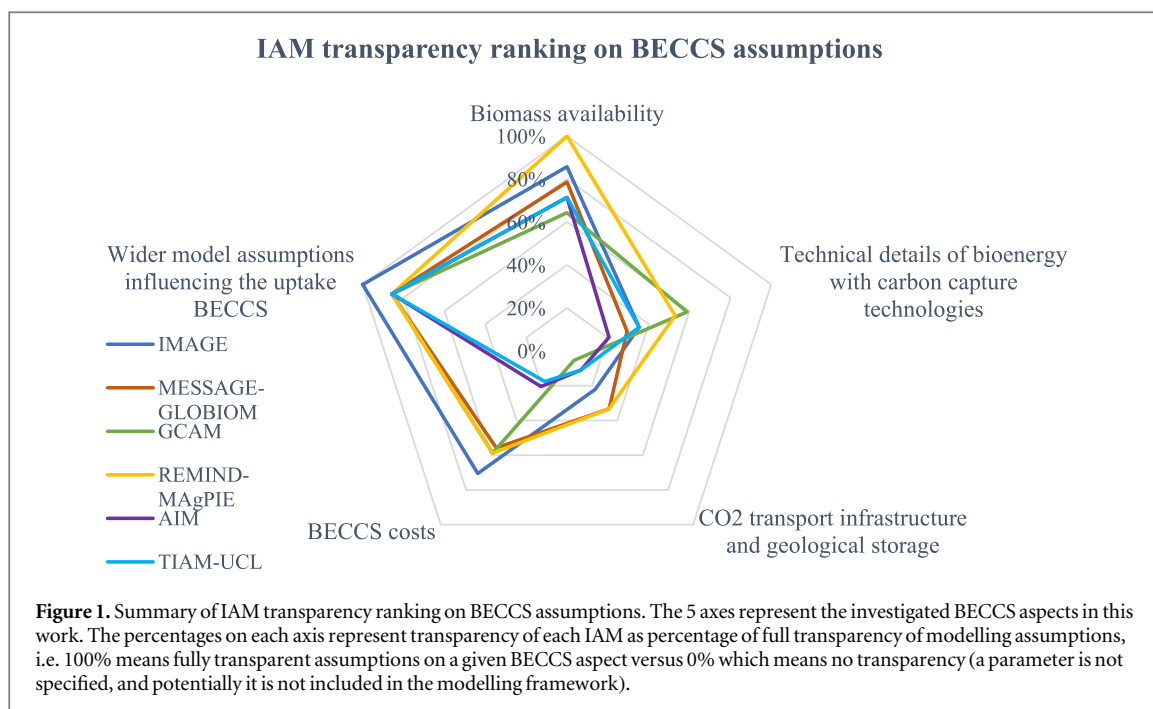 IAM transparency ranking on BECCS assumptions
Biomass availability
100%
80%
60%
40%
20%
0%
Technical details of bioenergy
with carbon capture
technologies
Wider model assumptions
influencing the uptake
BECCS
IMAGE
MESSAGE-
GLOBIOM
GCAM
REMIND-
MAgPIE
AIM
TIAM-UCL
BECCS costs
CO2 transport infrastructure
and geological storage
Figure 1. Summary of IAM transparency ranking on BECCS assumptions. The 5 axes represent the investigated BECCS aspects in this
work. The percentages on each axis represent transparency of each IAM as percentage of full transparency of modelling assumptions,
i.e. 100% means fully transparent assumptions on a given BECCS aspect versus 0% which means no transparency (a parameter is not
specified, and potentially it is not included in the modelling framework).